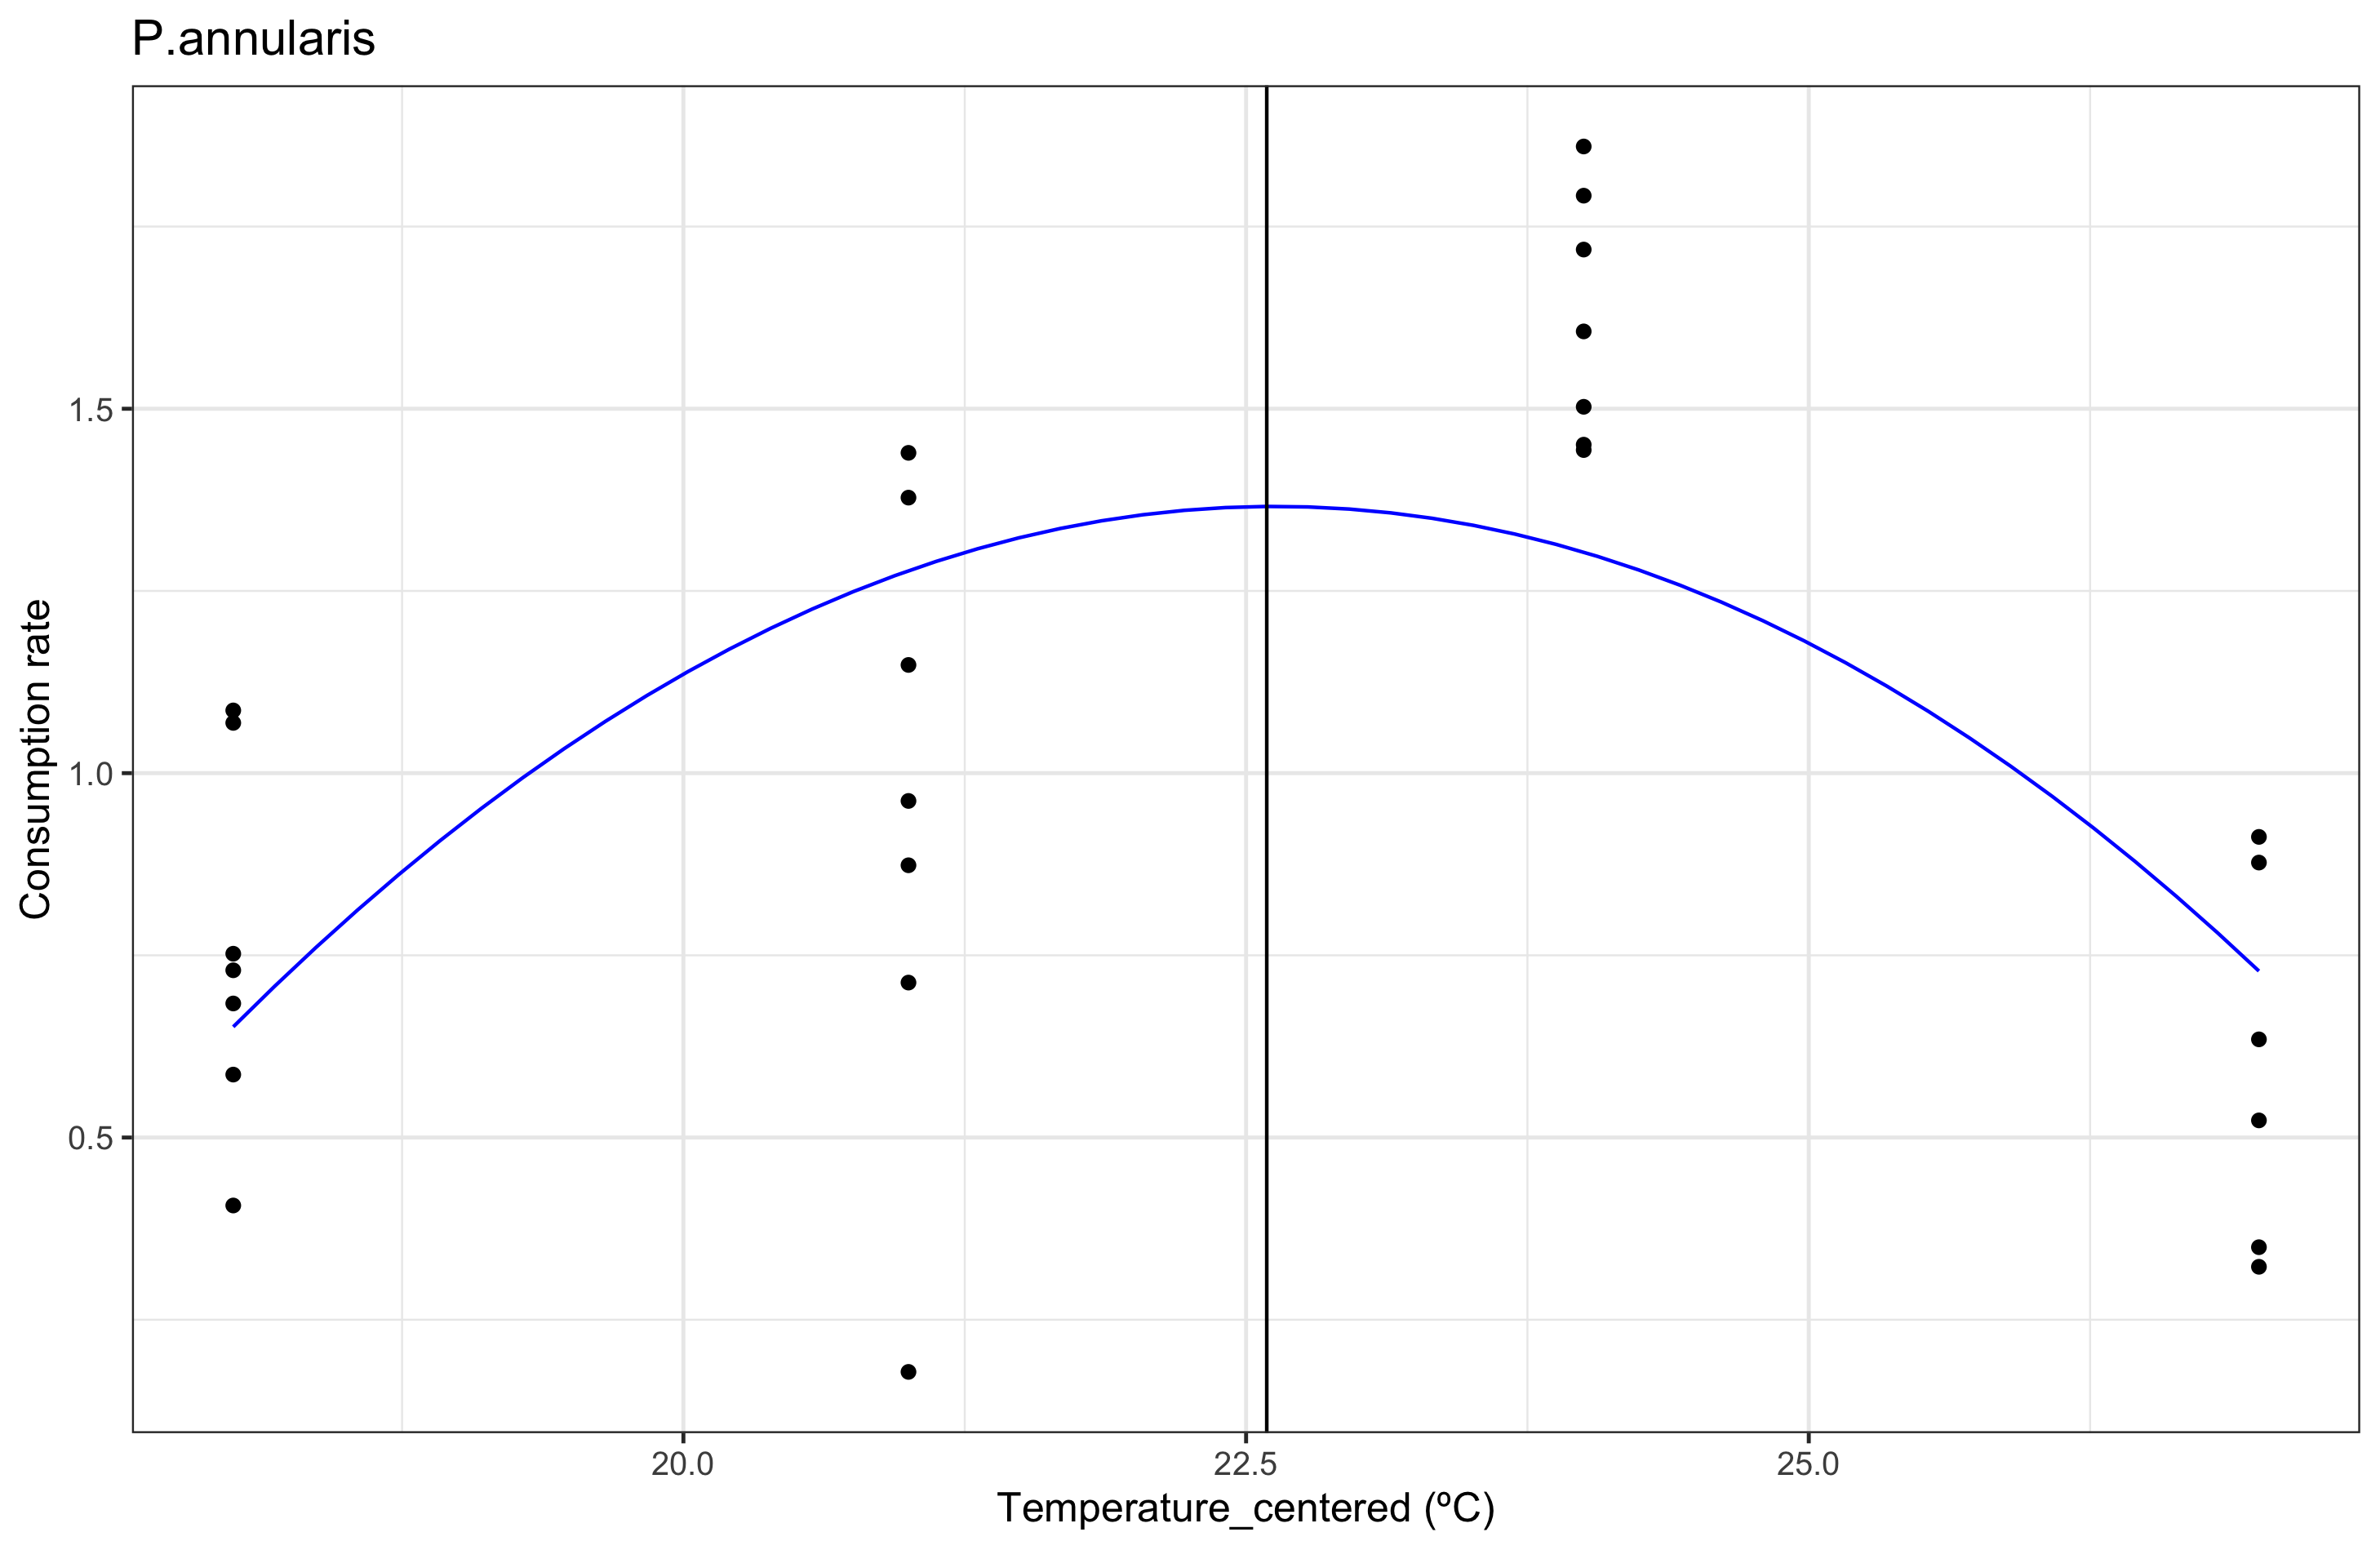 P.annularis
Consumption rate
1.5
1.0
0.5
20.0 22.5 25.0
Temperature_centered (ºC)